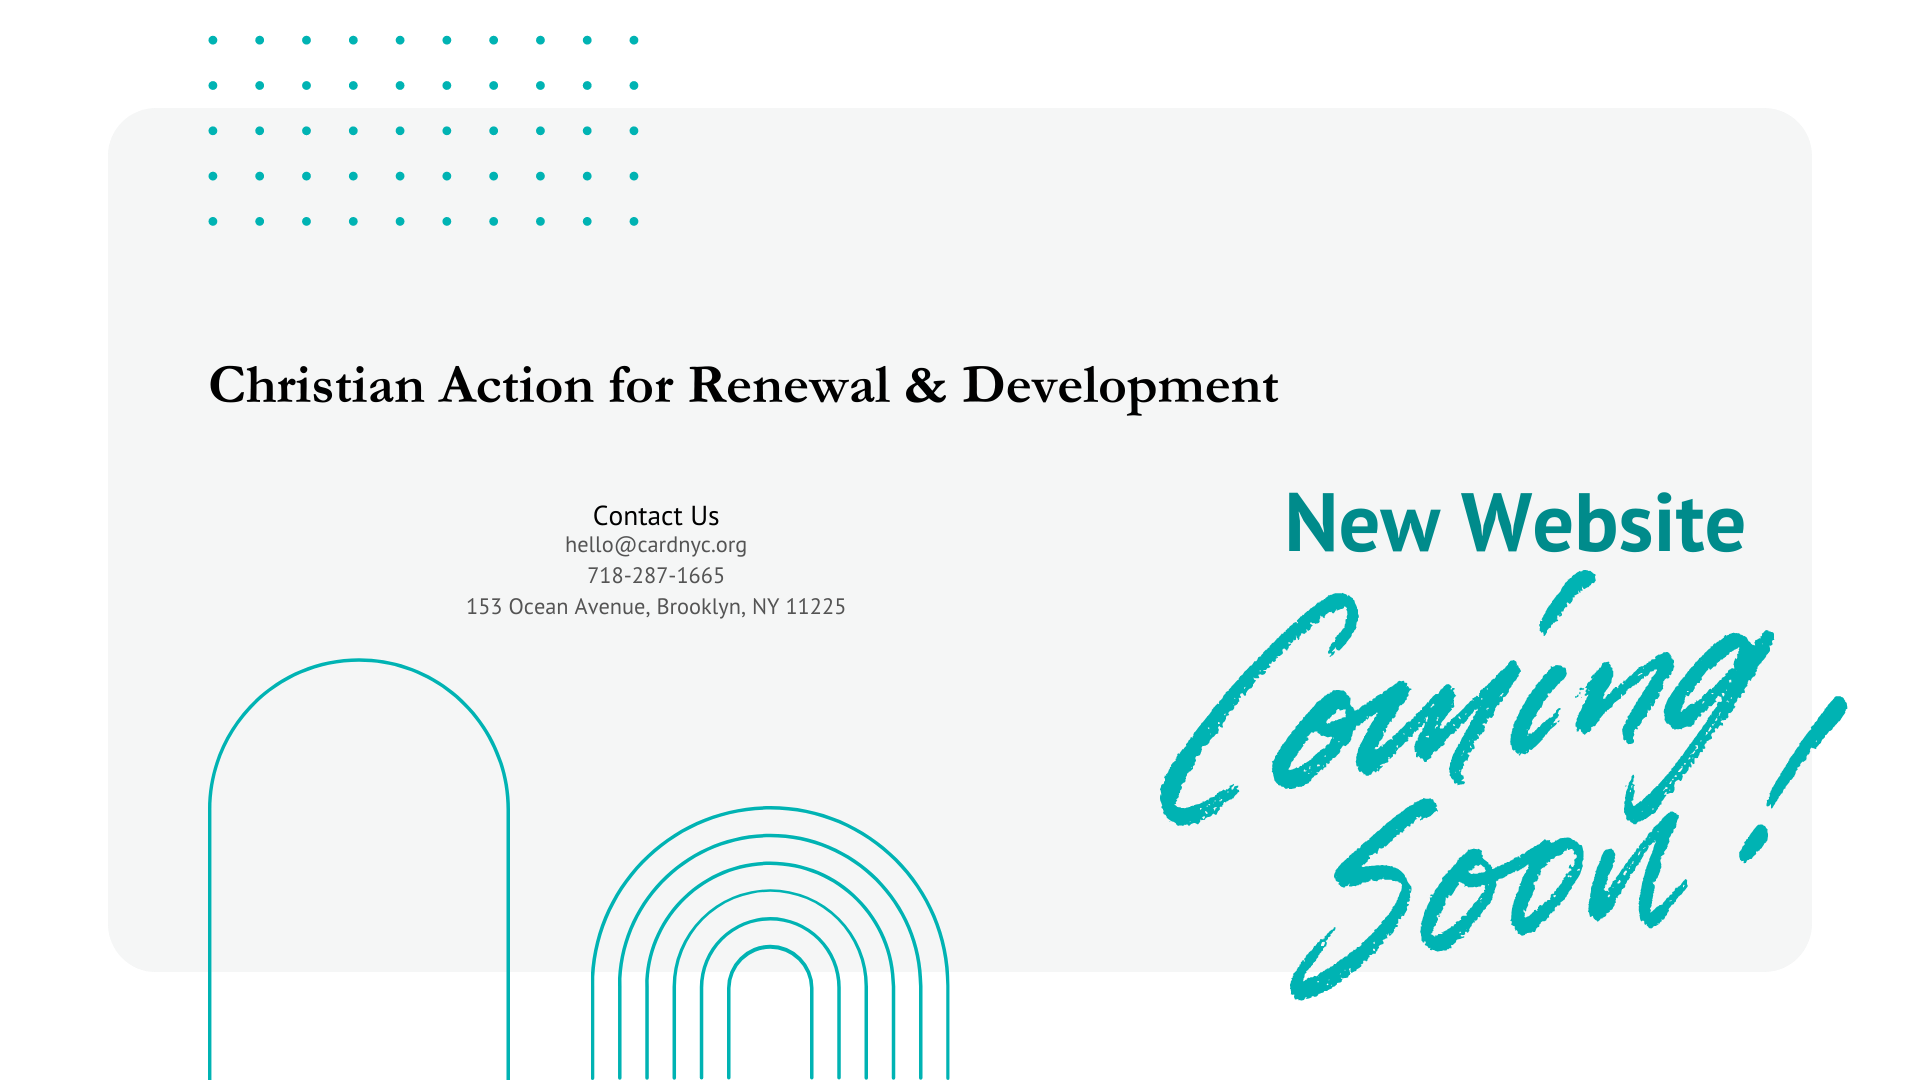 Christian Action for Renewal & Development
Contact Us
hello@cardnyc.org
718-287-1665
153 Ocean Avenue, Brooklyn, NY 11225
New Website
Coming
Soon!